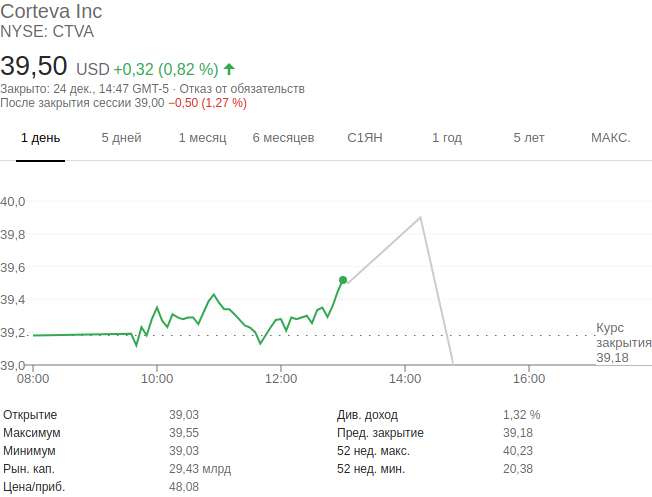 Corteva Inc
NYSE: CTVA
39,50 USD +0,32 (0,82 %)
Закрыто: 24 дек., 14:47 GMT-5 · Отказ от обязательств
После закрытия сессии 39,00 −0,50 (1,27 %)
1 день 5 дней 1 месяц 6 месяцев С1ЯН 1 год 5 лет МАКС.
40,0
39,8
39,6
39,4
39,2
39,0
Курс
закрытия
39,18
08:00 10:00 12:00 14:00 16:00
Открытие 39,03 Див. доход 1,32 %
Максимум 39,55 Пред. закрытие 39,18
Минимум 39,03 52 нед. макс. 40,23
Рын. кап. 29,43 млрд 52 нед. мин. 20,38
Цена/приб. 48,08